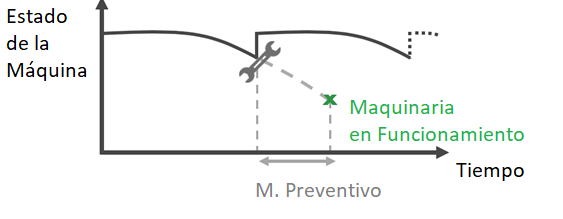 Estado
de la
Máquina
Maquinaria
en Funcionamiento
Tiempo
M. Preventivo